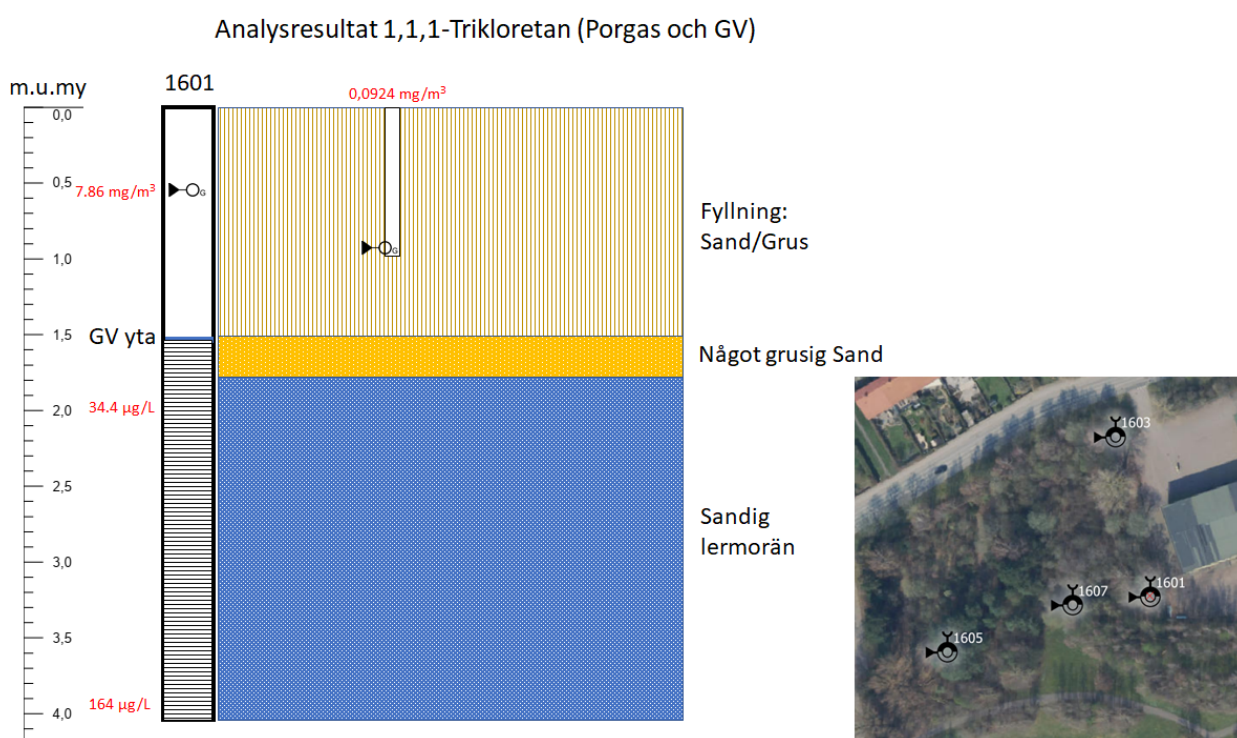 Analysresultat 1,1,1-Trikloretan (Porgas och GV)
m.u.my
1601
0,0924 mg/m³
0,0
0,5
7.86 mg/m³
G
G
1,0
Fyllning:
Sand/Grus
1,5
GV yta
Något grusig Sand
2,0
34.4 µg/L
2,5
Sandig
lermorän
3,0
3,5
164 µg/L
4,0
1603
1601
1607
1605